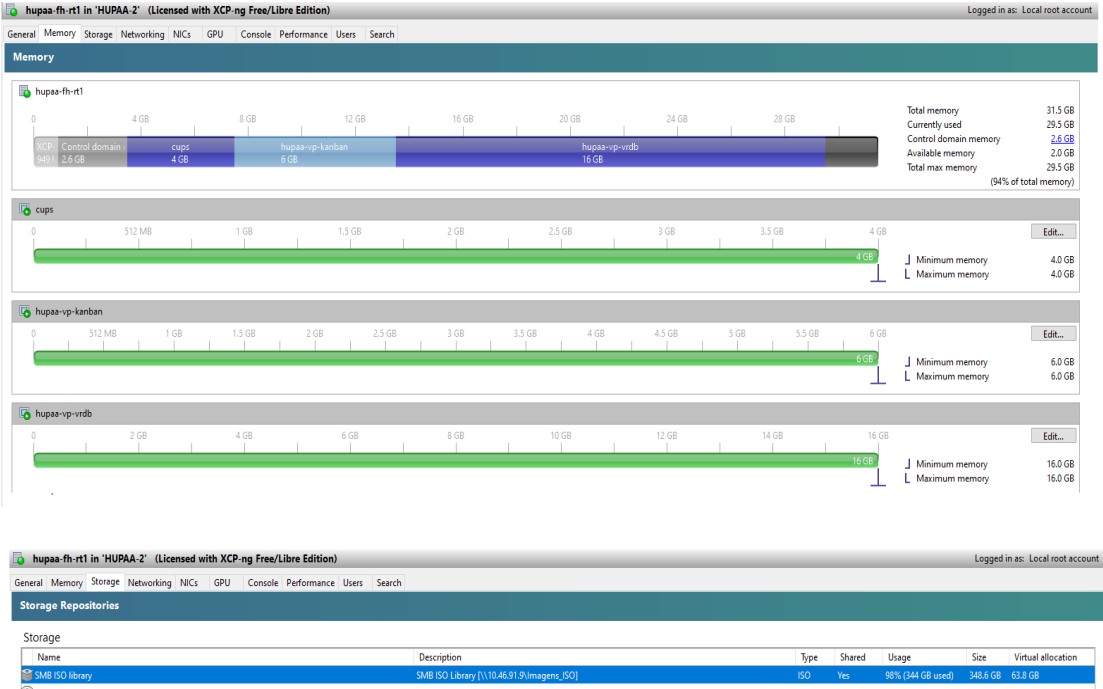 hupaa-fh-rt1 in 'HUPAA-2' (Licensed with XCP-ng Free/Libre Edition) Logged in as: Local root account
General Memory Storage Networking NICs GPU Console Performance Users Search
Memory
hupaa-fh-rt1
0 4 GB 8 GB 12 GB 16 GB 20 GB 24 GB 28 GB
XCP- Control domain cups hupaa-vp-kanban hupaa-vp-vrdb
949 2.6 GB 4 GB 6 GB 16 GB
Total memory 31.5 GB
Currently used 29.5 GB
Control domain memory 2.6 GB
Available memory 2.0 GB
Total max memory 29.5 GB
(94% of total memory)
cups
0 512 MB 1 GB 1.5 GB 2 GB 2.5 GB 3 GB 3.5 GB 4 GB
Edit...
4 GB
Minimum memory 4.0 GB
Maximum memory 4.0 GB
hupaa-vp-kanban
0 512 MB 1 GB 1.5 GB 2 GB 2.5 GB 3 GB 3.5 GB 4 GB 4.5 GB 5 GB 5.5 GB 6 GB
Edit...
6 GB
Minimum memory 6.0 GB
Maximum memory 6.0 GB
hupaa-vp-vrdb
0 2 GB 4 GB 6 GB 8 GB 10 GB 12 GB 14 GB 16 GB
Edit...
16 GB
Minimum memory 16.0 GB
Maximum memory 16.0 GB
hupaa-fh-rt1 in 'HUPAA-2' (Licensed with XCP-ng Free/Libre Edition) Logged in as: Local root account
General Memory Storage Networking NICs GPU Console Performance Users Search
Storage Repositories
Storage
Name Description Type Shared Usage Size Virtual allocation
SMB ISO library SMB ISO Library [\\10.46.91.9\Imagens_ISO] ISO Yes 98% (344 GB used) 348.6 GB 63.8 GB